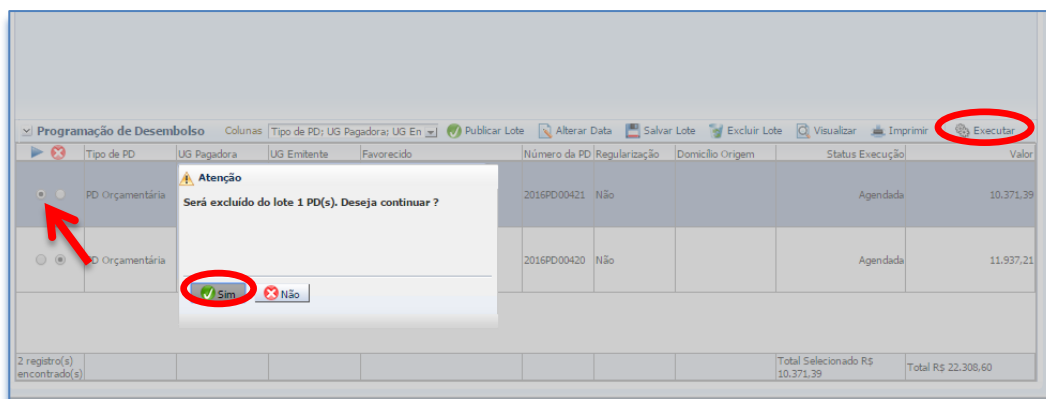 Programação de Desembolso Colunas Tipo de PD; UG Pagadora; UG En Publicar Lote Alterar Data Salvar Lote Excluir Lote Visualizar Imprimir Executar
Tipo de PD UG Pagadora UG Emitente Favorecido Número da PD Regularização Domicílio Origem Status Execução Valor
Atenção
Será excluído do lote 1 PD(s). Deseja continuar ?
PD Orçamentária 2016PD00421 Não Agendada 10.371,39
PD Orçamentária 2016PD00420 Não Agendada 11.937,21
Sim Não
2 registro(s) encontrado(s) Total Selecionado R$ 10.371,39 Total R$ 22.308,60